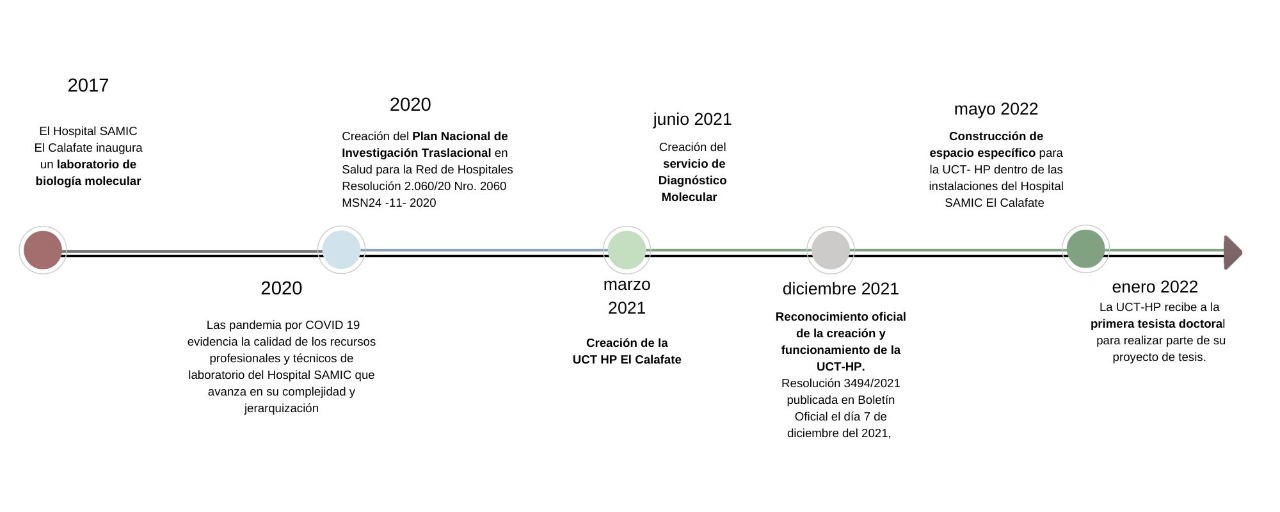 2017
El Hospital SAMIC
El Calafate inaugura
un laboratorio de
biología molecular
2020
Las pandemia por COVID 19
evidencia la calidad de los recursos
profesionales y técnicos de
laboratorio del Hospital SAMIC que
avanza en su complejidad y
jerarquización
2020
Creación del Plan Nacional de
Investigación Traslacional en
Salud para la Red de Hospitales
Resolución 2.060/20 Nro. 2060
MSN24 -11- 2020
marzo
2021
Creación de la
UCT HP El Calafate
junio 2021
Creación del
servicio de
Diagnóstico
Molecular
diciembre 2021
Reconocimiento oficial
de la creación y
funcionamiento de la
UCT-HP.
Resolución 3494/2021
publicada en Boletín
Oficial el día 7 de
diciembre del 2021,
mayo 2022
Construcción de
espacio específico para
la UCT- HP dentro de las
instalaciones del Hospital
SAMIC El Calafate
enero 2022
La UCT-HP recibe a la
primera tesista doctoral
para realizar parte de su
proyecto de tesis.